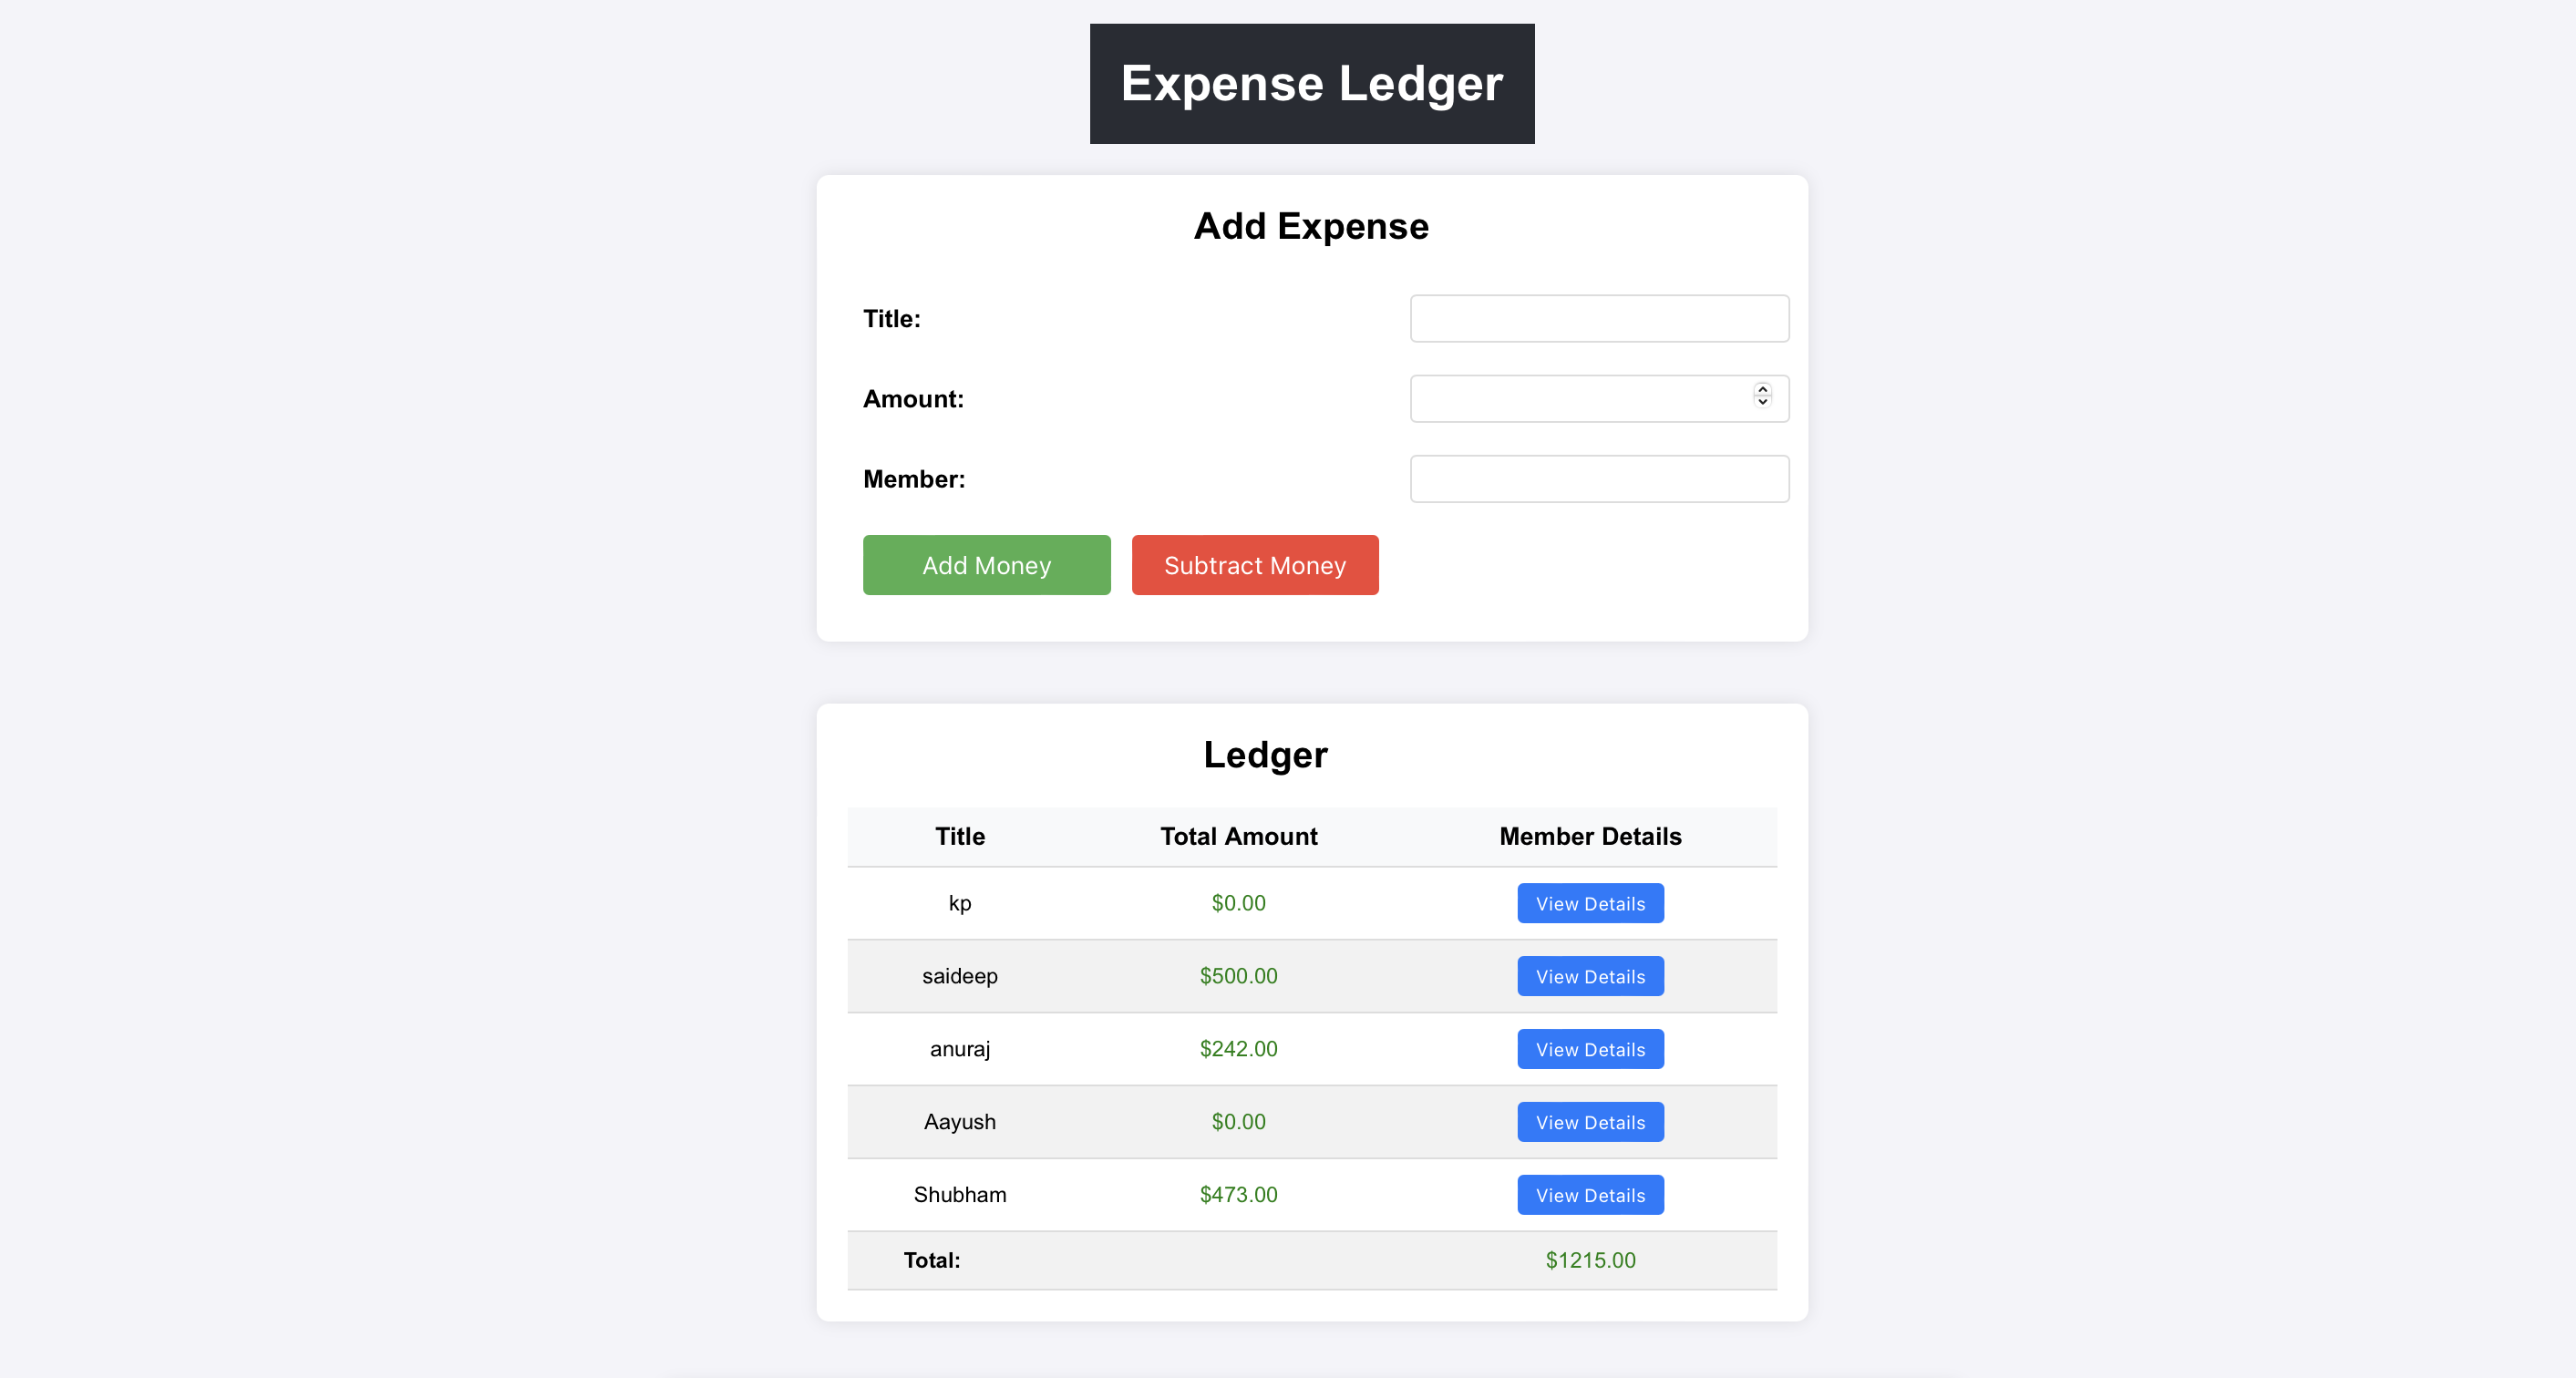 Expense Ledger
Add Expense
Title:
Amount:
Member:
Add Money Subtract Money
Ledger
Title Total Amount Member Details
kp $0.00 View Details
saideep $500.00 View Details
anuraj $242.00 View Details
Aayush $0.00 View Details
Shubham $473.00 View Details
Total: $1215.00